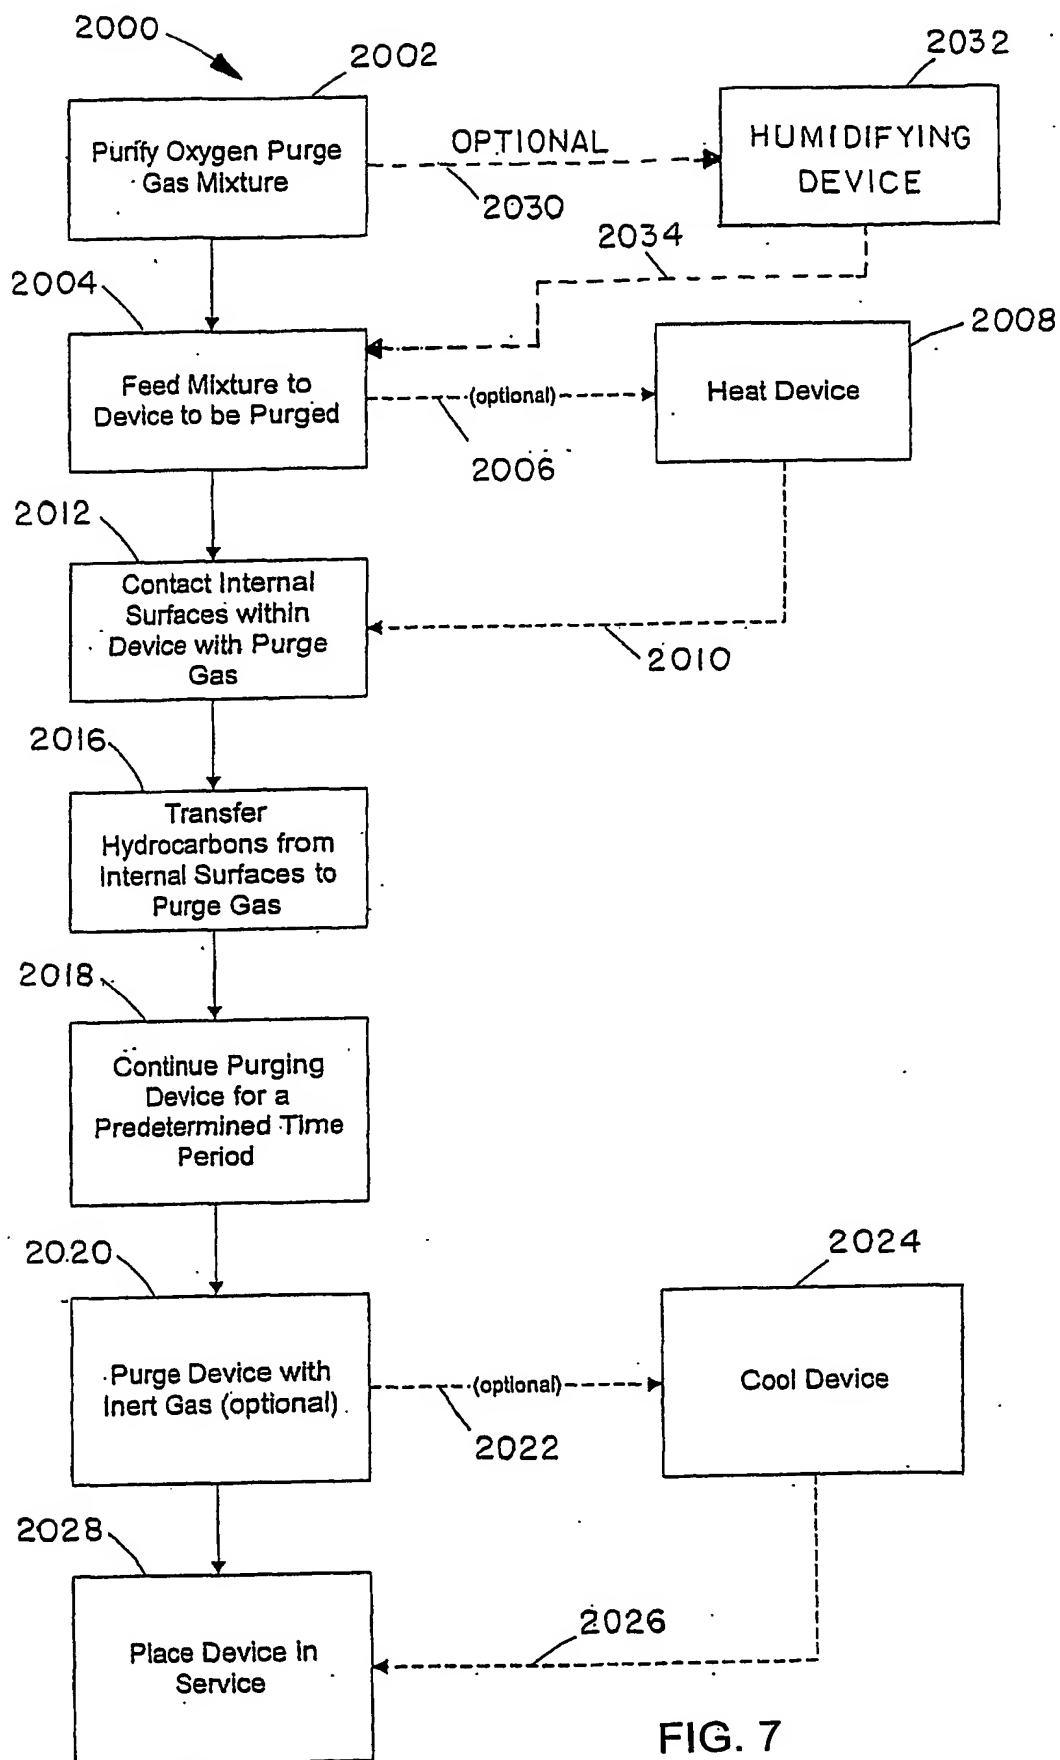 2000
2002
2032
Purify Oxygen Purge
Gas Mixture
OPTIONAL
HUMIDIFYING
DEVICE
2030
2034
2004
2008
Feed Mixture to
Device to be Purged
(optional)
Heat Device
2006
2012
Contact Internal
Surfaces within
Device with Purge
Gas
2010
2016
Transfer
Hydrocarbons from
Internal Surfaces to
Purge Gas
2018
Continue Purging
Device for a
Predetermined Time
Period
2020
2024
Purge Device with
Inert Gas (optional)
(optional)
Cool Device
2022
2028
2026
Place Device in
Service
FIG. 7